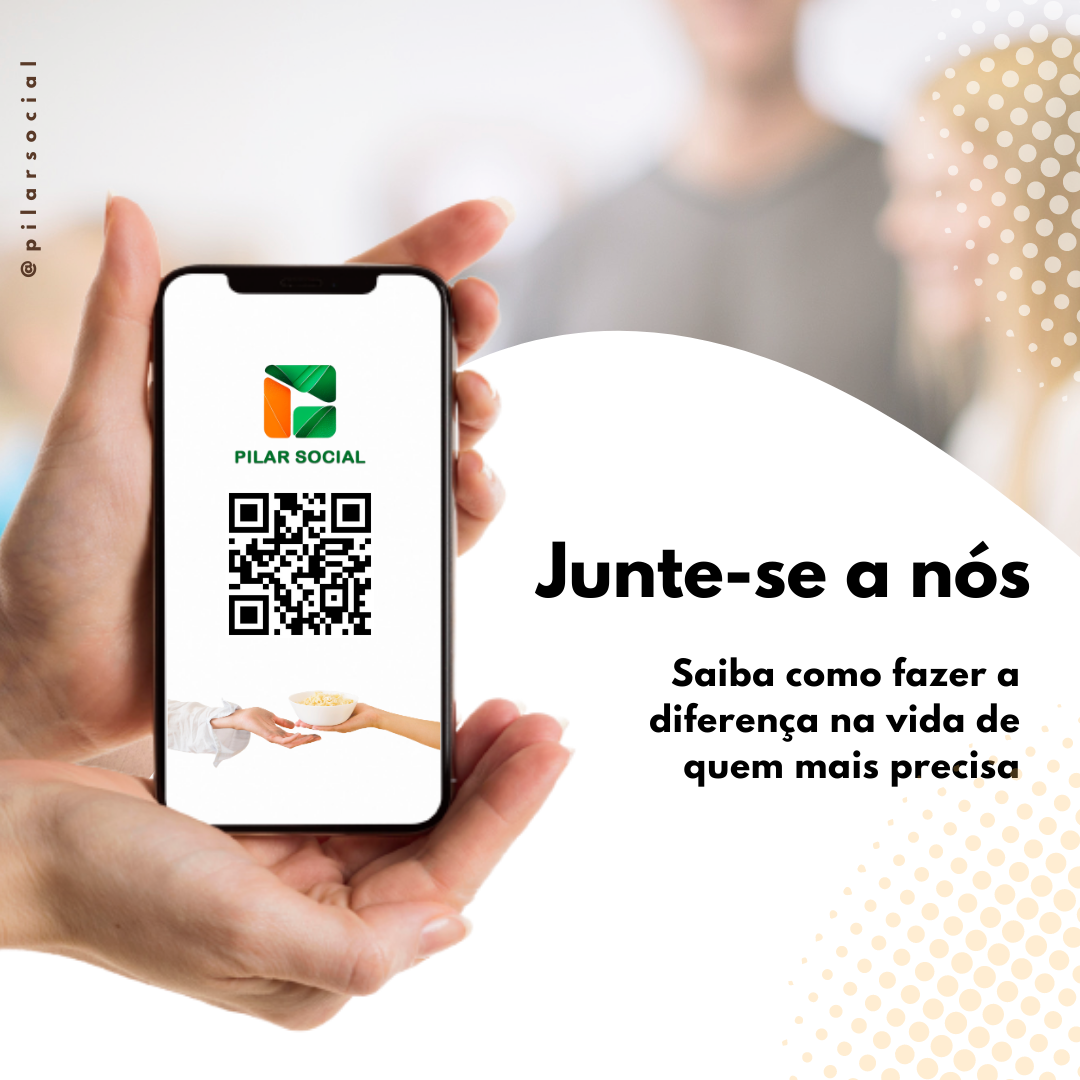 @pilarsocial
PILAR SOCIAL
Junte-se a nós
Saiba como fazer a
diferença na vida de
quem mais precisa